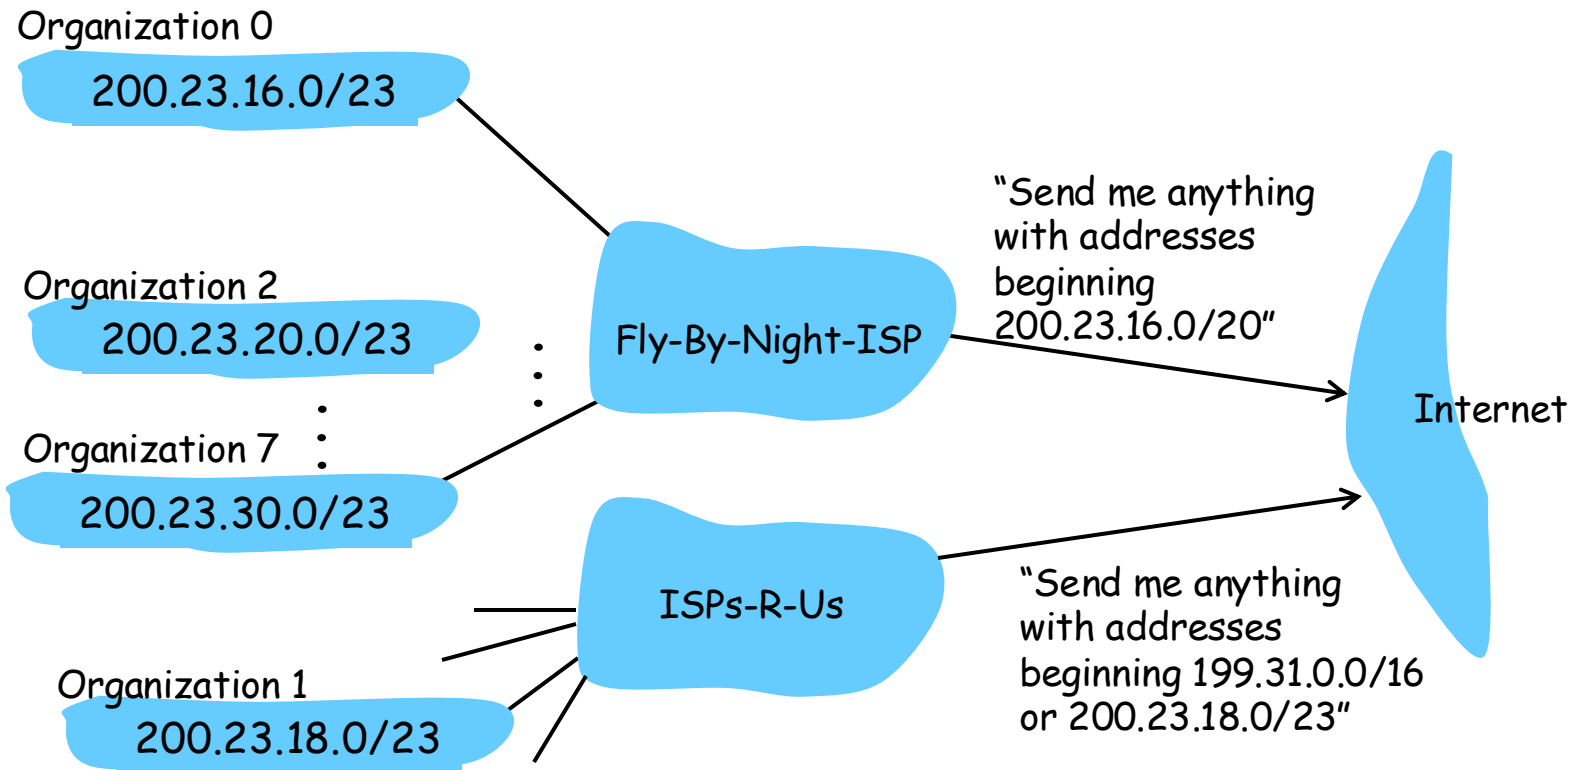 Organization 0
200.23.16.0/23
Organization 2
200.23.20.0/23
Organization 7
200.23.30.0/23
Fly-By-Night-ISP
“Send me anything
with addresses
beginning
200.23.16.0/20”
Internet
ISPs-R-Us
“Send me anything
with addresses
beginning 199.31.0.0/16
or 200.23.18.0/23”
Organization 1
200.23.18.0/23